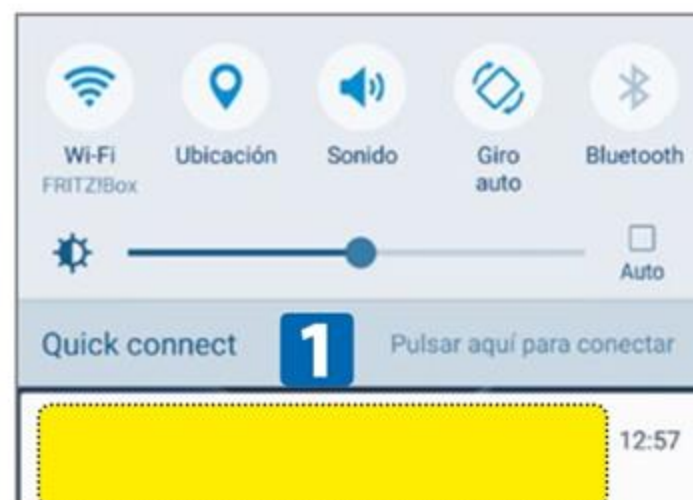 Wi-Fi
FRITZ!Box
Ubicación
Sonido
Giro
auto
Bluetooth
Auto
Quick connect
1
Pulsar aquí para conectar
12:57